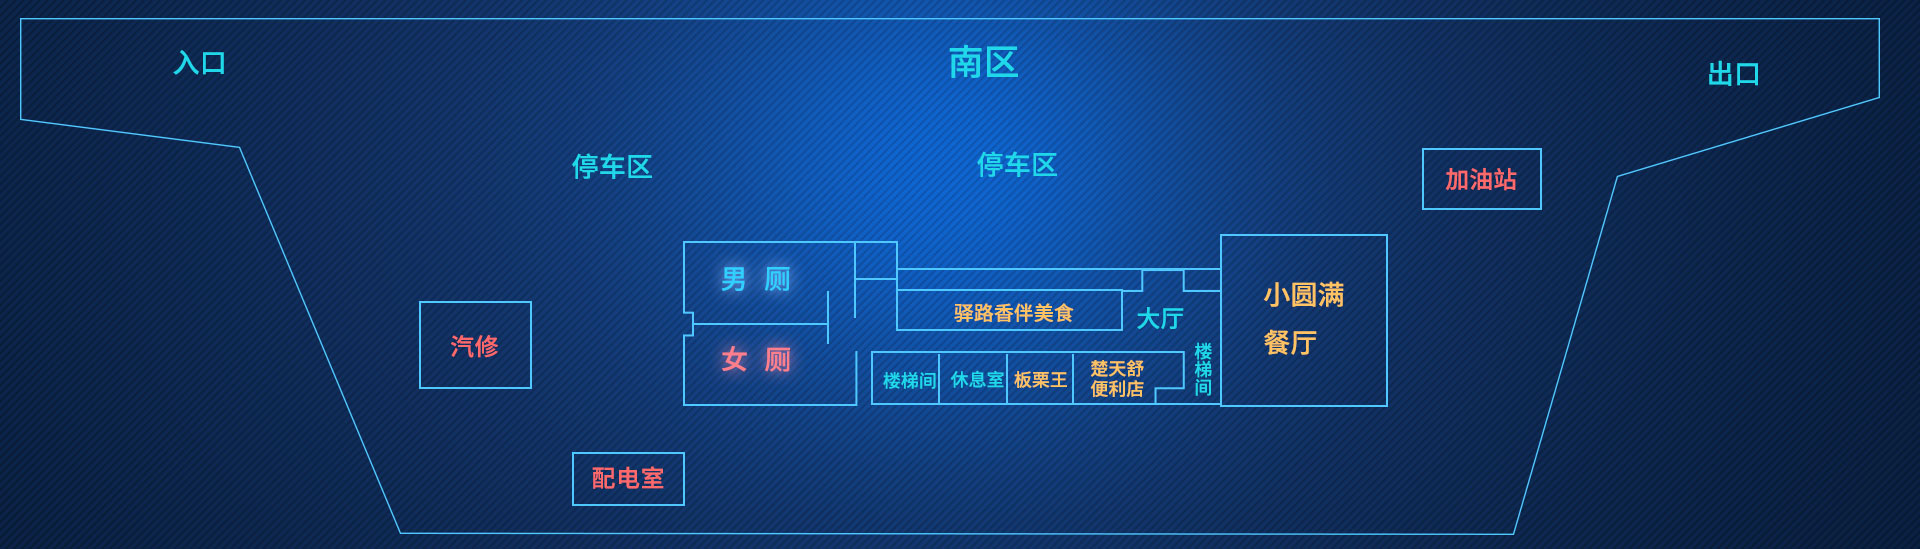 入口
南区
出口
停车区
停车区
加油站
男 厕
小圆满
餐厅
驿路香伴美食
大厅
汽修
女 厕
楼梯间
休息室
板栗王
楚天舒
便利店
楼梯间
配电室